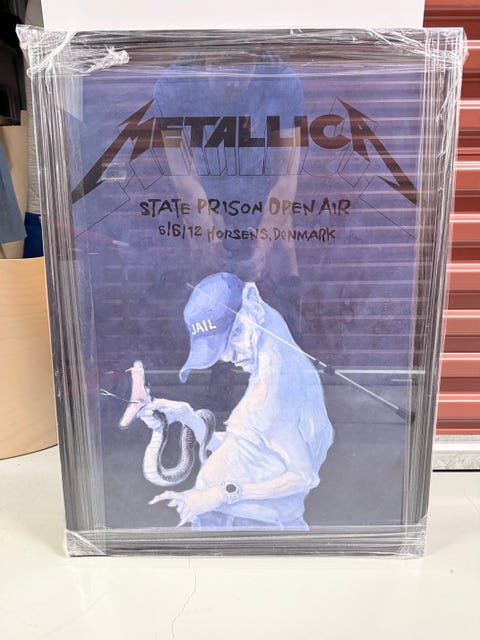 METALLICA
STATE PRISON OPEN AIR
6/6/12 HORSENS, DENMARK
JAIL